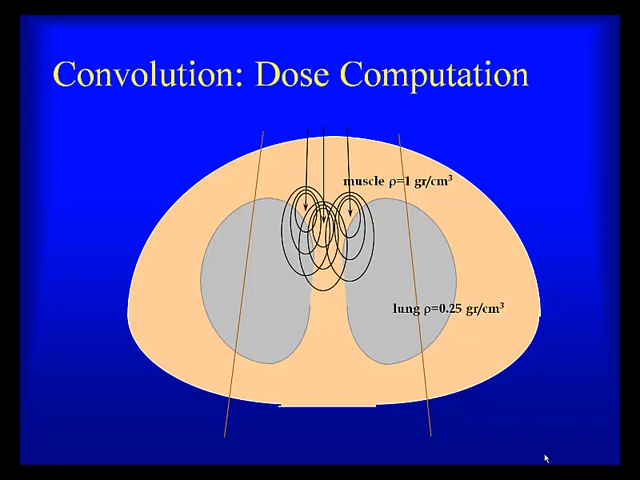 Convolution: Dose Computation
muscle ρ=1 gr/cm³
lung ρ=0.25 gr/cm³